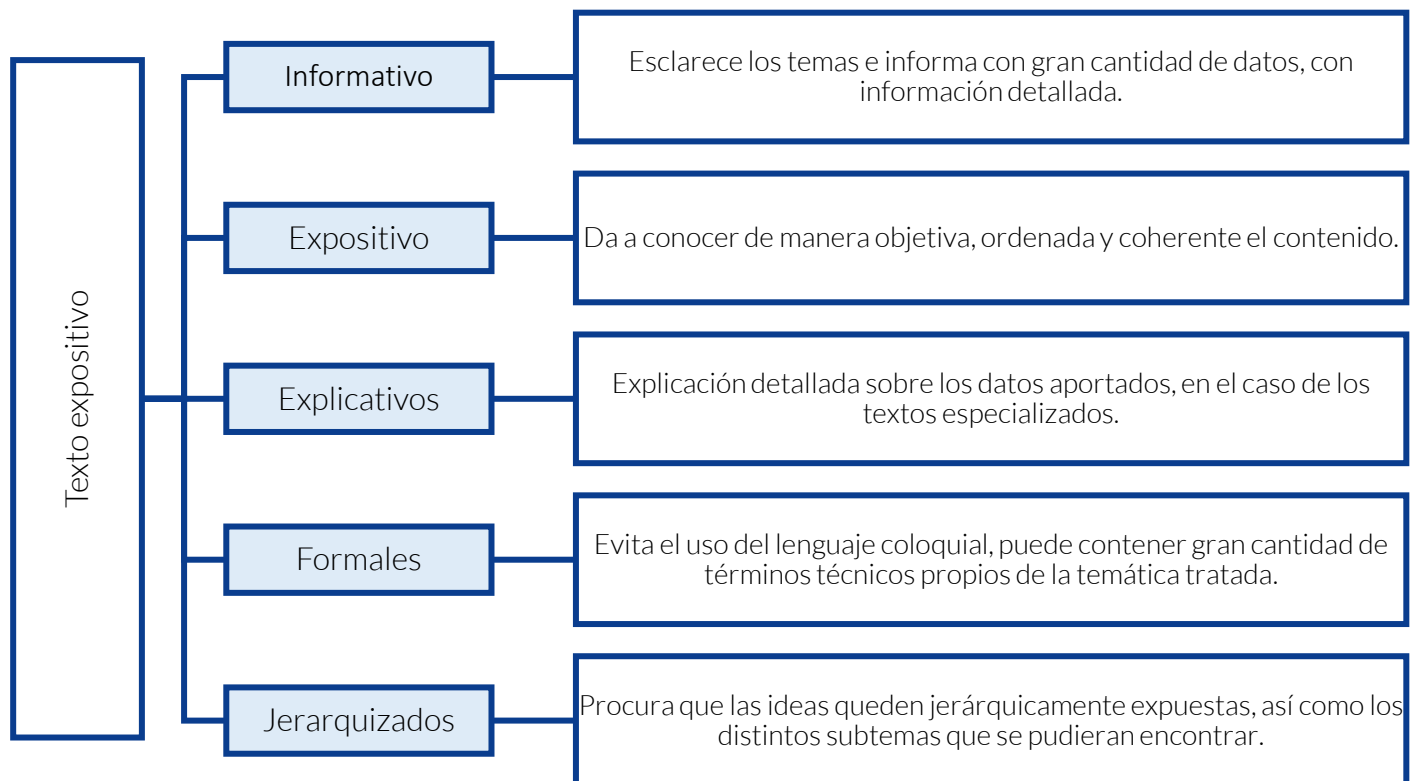 Texto expositivo
Informativo
Esclarece los temas e informa con gran cantidad de datos, con
información detallada.
Expositivo
Da a conocer de manera objetiva, ordenada y coherente el contenido.
Explicativos
Explicación detallada sobre los datos aportados, en el caso de los
textos especializados.
Formales
Evita el uso del lenguaje coloquial, puede contener gran cantidad de
términos técnicos propios de la temática tratada.
Jerarquizados
Procura que las ideas queden jerárquicamente expuestas, así como los
distintos subtemas que se pudieran encontrar.